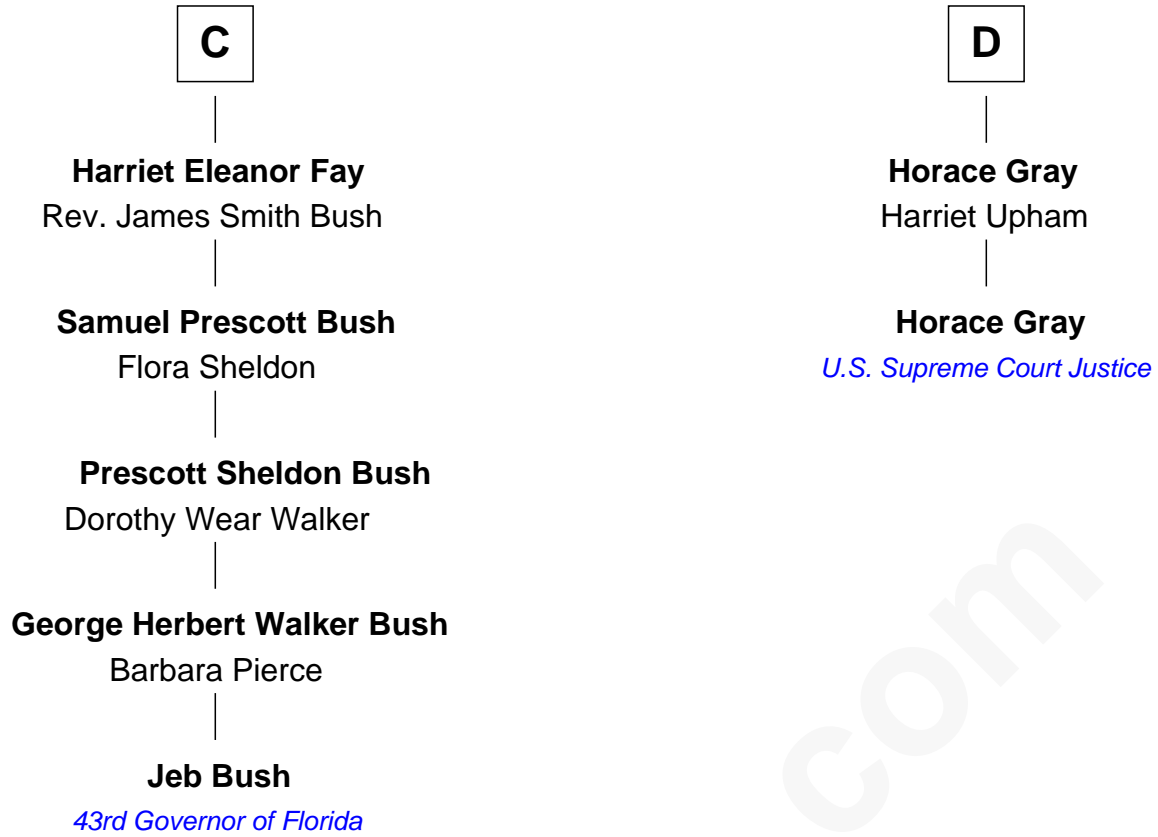 C
Harriet Eleanor Fay
Rev. James Smith Bush
Samuel Prescott Bush
Flora Sheldon
Prescott Sheldon Bush
Dorothy Wear Walker
George Herbert Walker Bush
Barbara Pierce
Jeb Bush
43rd Governor of Florida
D
Horace Gray
Harriet Upham
Horace Gray
U.S. Supreme Court Justice
com